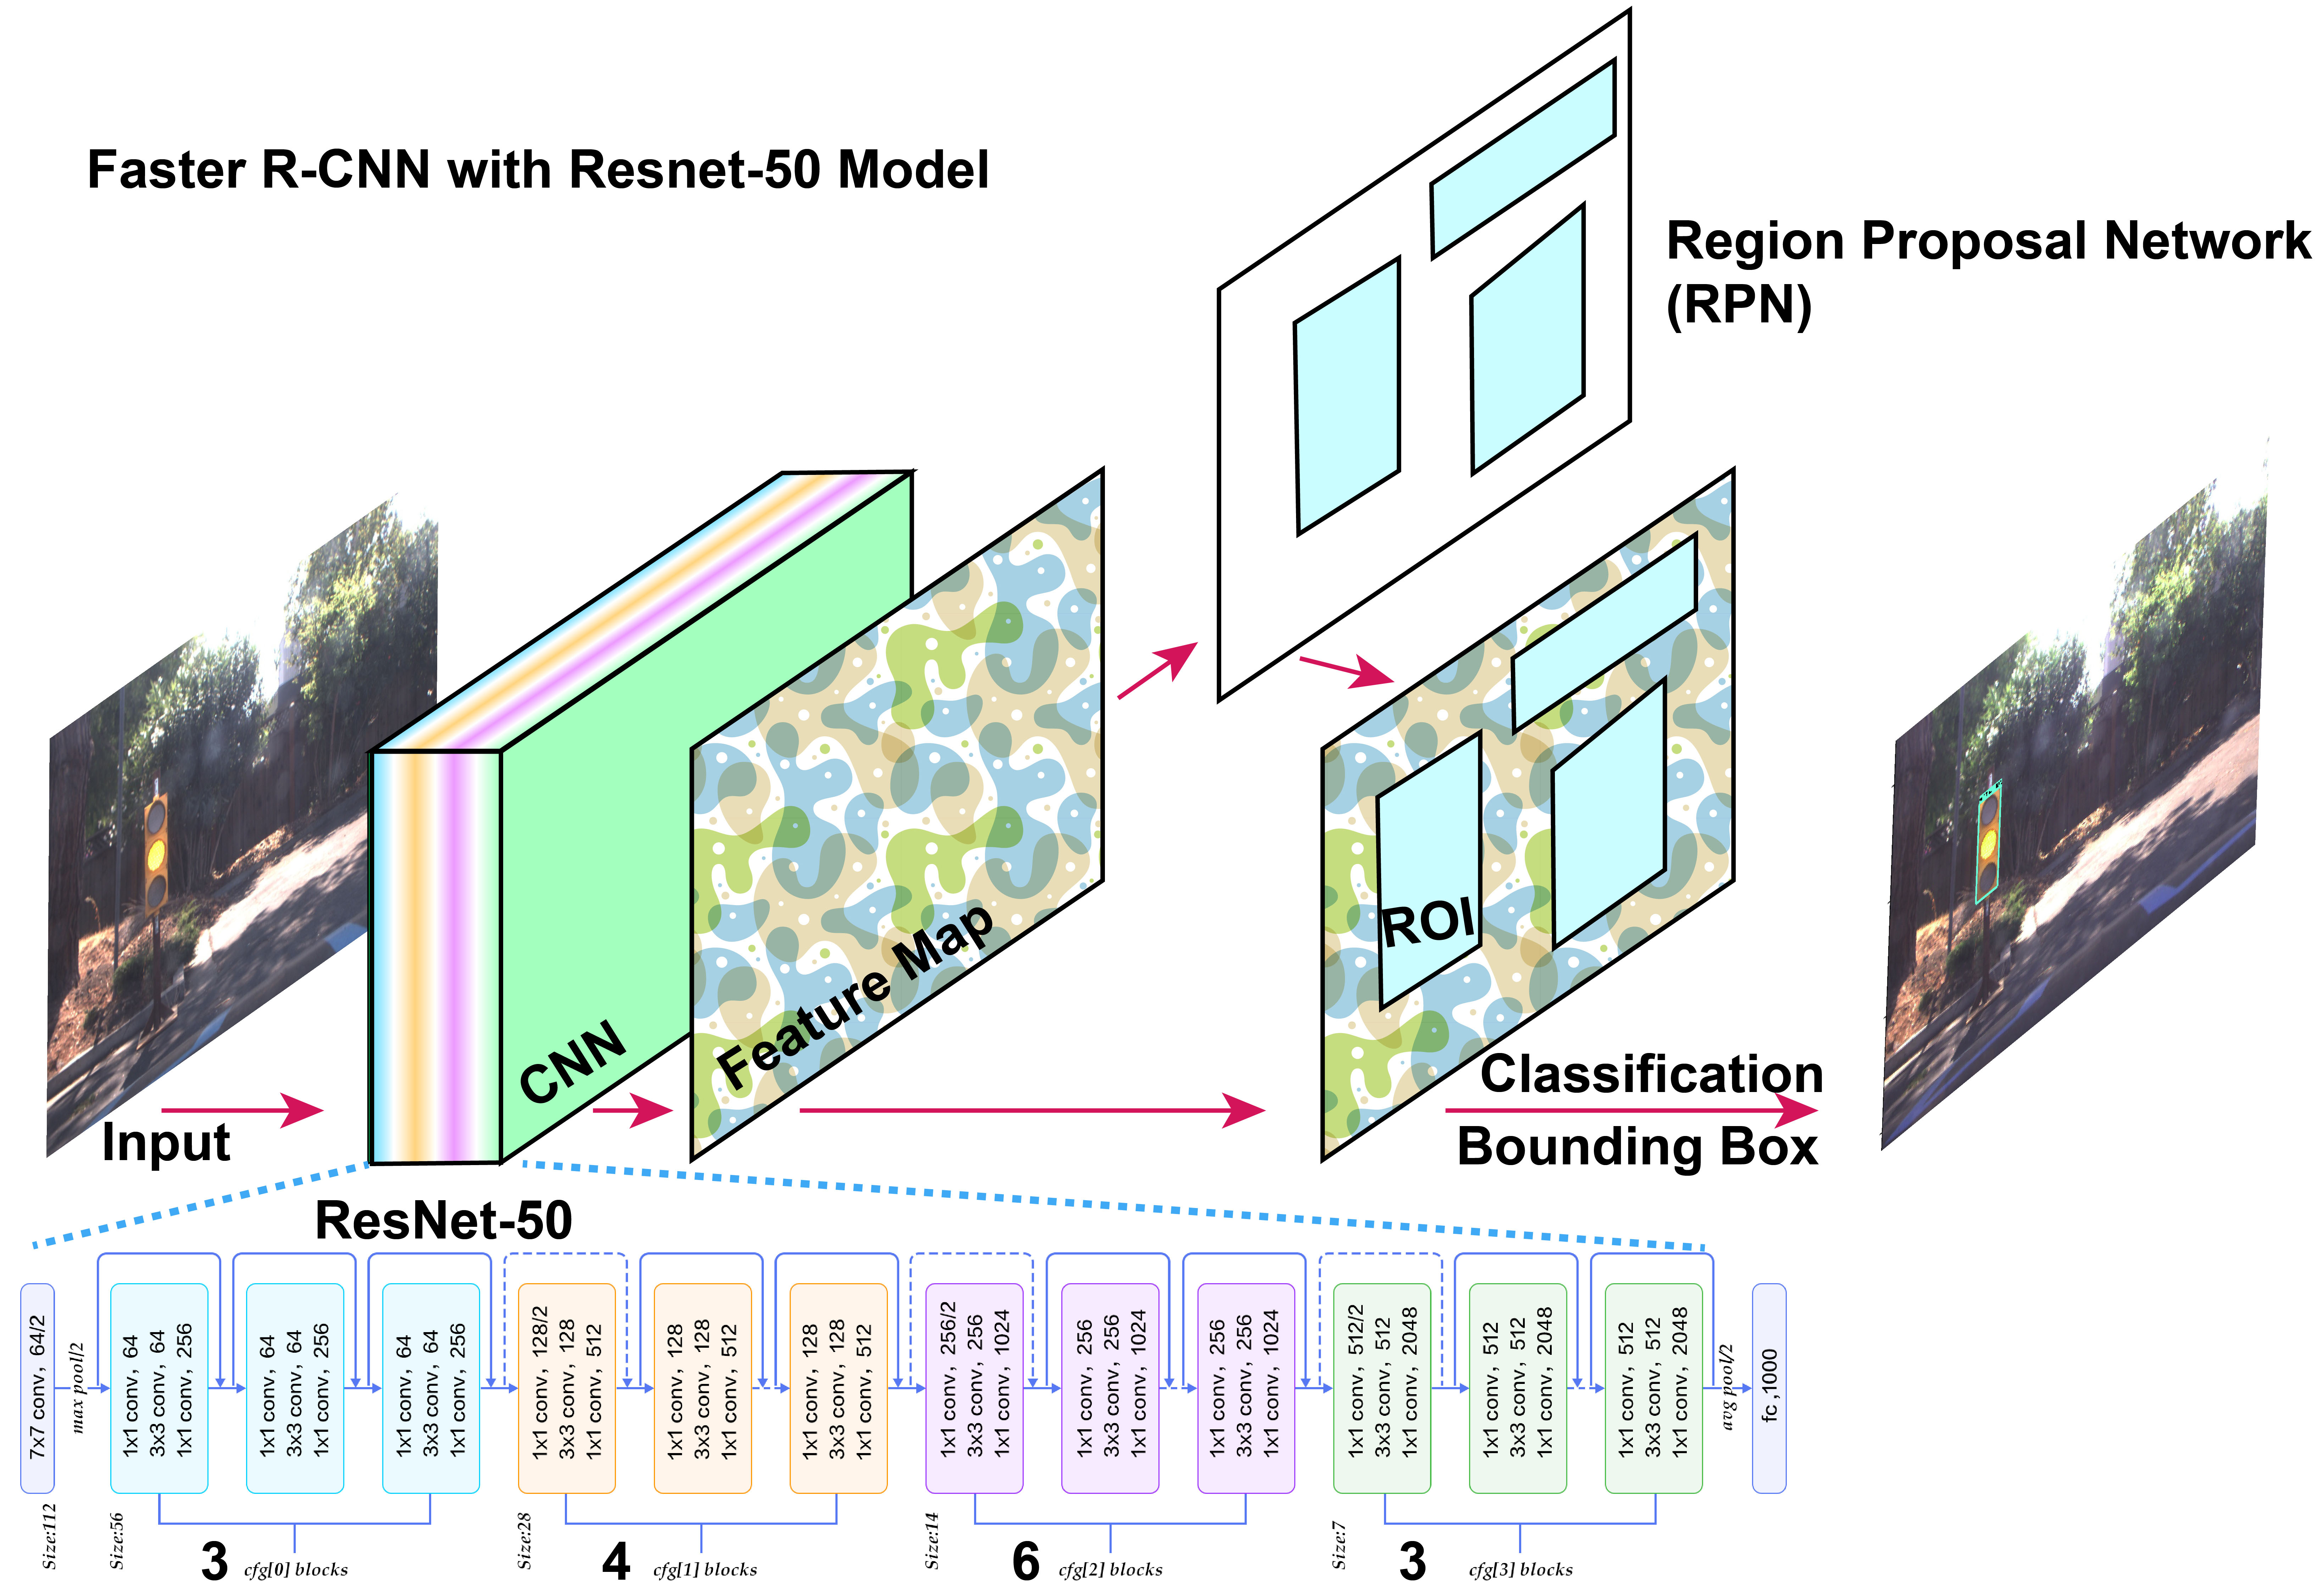 Faster R-CNN with Resnet-50 Model
Region Proposal Network
(RPN)
Input
CNN
Feature Map
ROI
Classification
Bounding Box
ResNet-50
7x7 conv, 64/2
max pool/2
1x1 conv, 64
3x3 conv, 64
1x1 conv, 256
1x1 conv, 64
3x3 conv, 64
1x1 conv, 256
1x1 conv, 64
3x3 conv, 64
1x1 conv, 256
1x1 conv, 128/2
3x3 conv, 128
1x1 conv, 512
1x1 conv, 128
3x3 conv, 128
1x1 conv, 512
1x1 conv, 128
3x3 conv, 128
1x1 conv, 512
1x1 conv, 256/2
3x3 conv, 256
1x1 conv, 1024
1x1 conv, 256
3x3 conv, 256
1x1 conv, 1024
1x1 conv, 256
3x3 conv, 256
1x1 conv, 1024
1x1 conv, 512/2
3x3 conv, 512
1x1 conv, 2048
1x1 conv, 512
3x3 conv, 512
1x1 conv, 2048
1x1 conv, 512
3x3 conv, 512
1x1 conv, 2048
avg pool/2
fc ,1000
Size:112
Size:56
3 cfg[0] blocks
Size:28
4 cfg[1] blocks
Size:14
6 cfg[2] blocks
Size:7
3 cfg[3] blocks